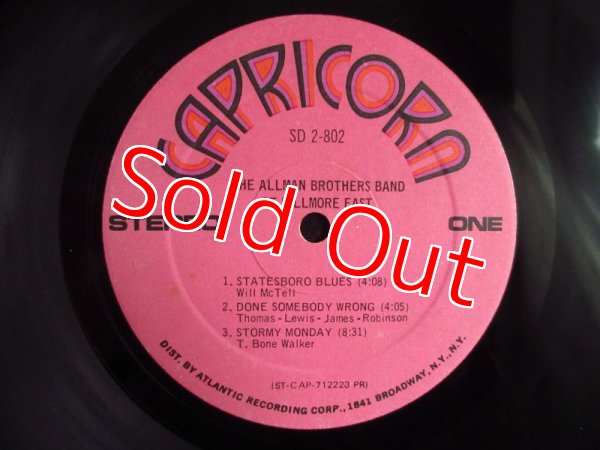 CAPRICORN
SD 2-802
THE ALLMAN BROTHERS BAND
FILLMORE EAST
STEREO
ONE
Sold Out
1. STATESBORO BLUES (4:08)
Will McTell
2. DONE SOMEBODY WRONG (4:05)
Thomas-Lewis-James-Robinson
3. STORMY MONDAY (8:31)
T. Bone Walker
(ST-CAP-712223 PR)
DIST. BY ATLANTIC RECORDING CORP., 1841 BROADWAY, N.Y., N.Y.